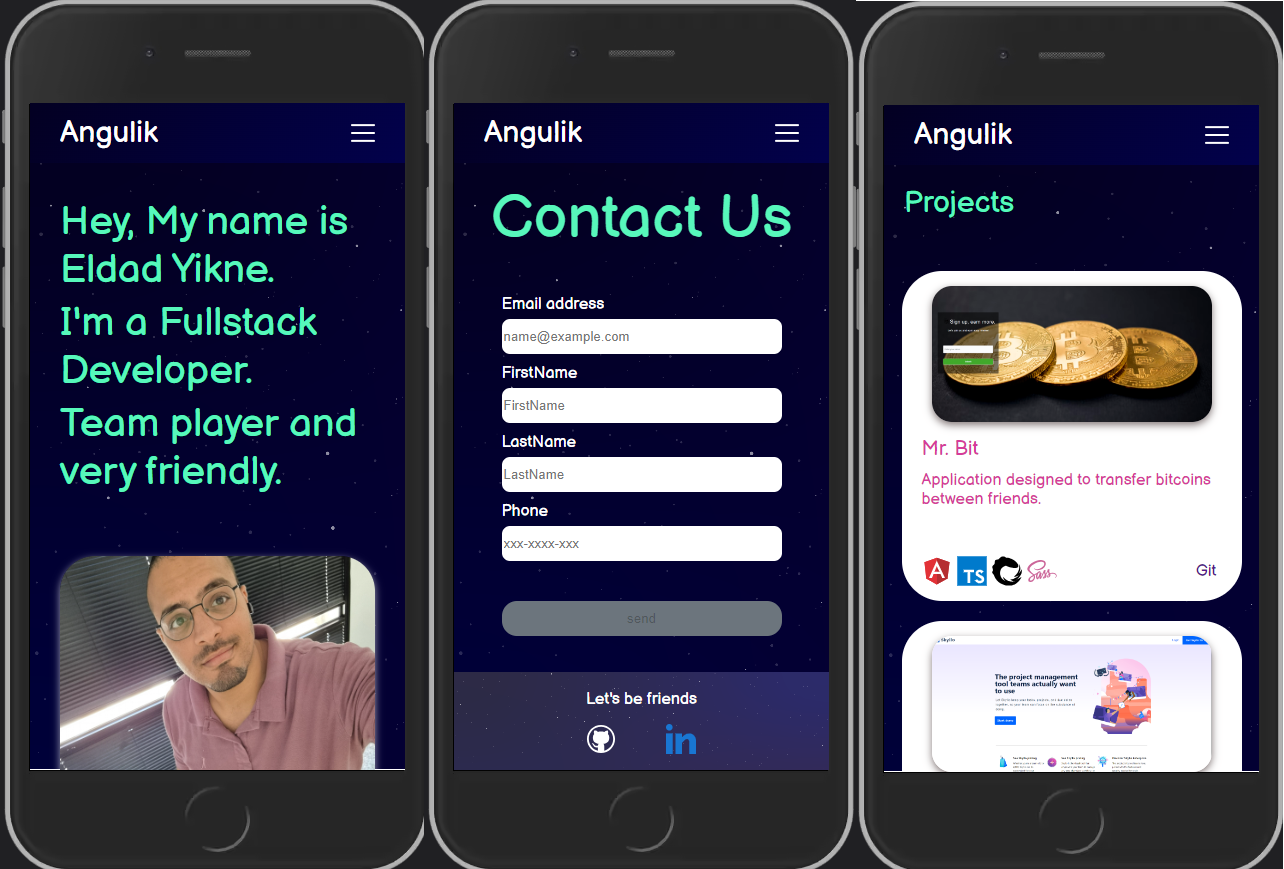 Angulik
Hey, My name is
Eldad Yikne.
I'm a Fullstack
Developer.
Team player and
very friendly.
Angulik
Contact Us
Email address
name@example.com
FirstName
FirstName
LastName
LastName
Phone
xxx-xxxx-xxx
send
Let's be friends
in
Angulik
Projects
Sign up, earn more.
Mr. Bit
Application designed to transfer bitcoins
between friends.
A
TS
Sass
Git
The project management
tool teams actually want
to use